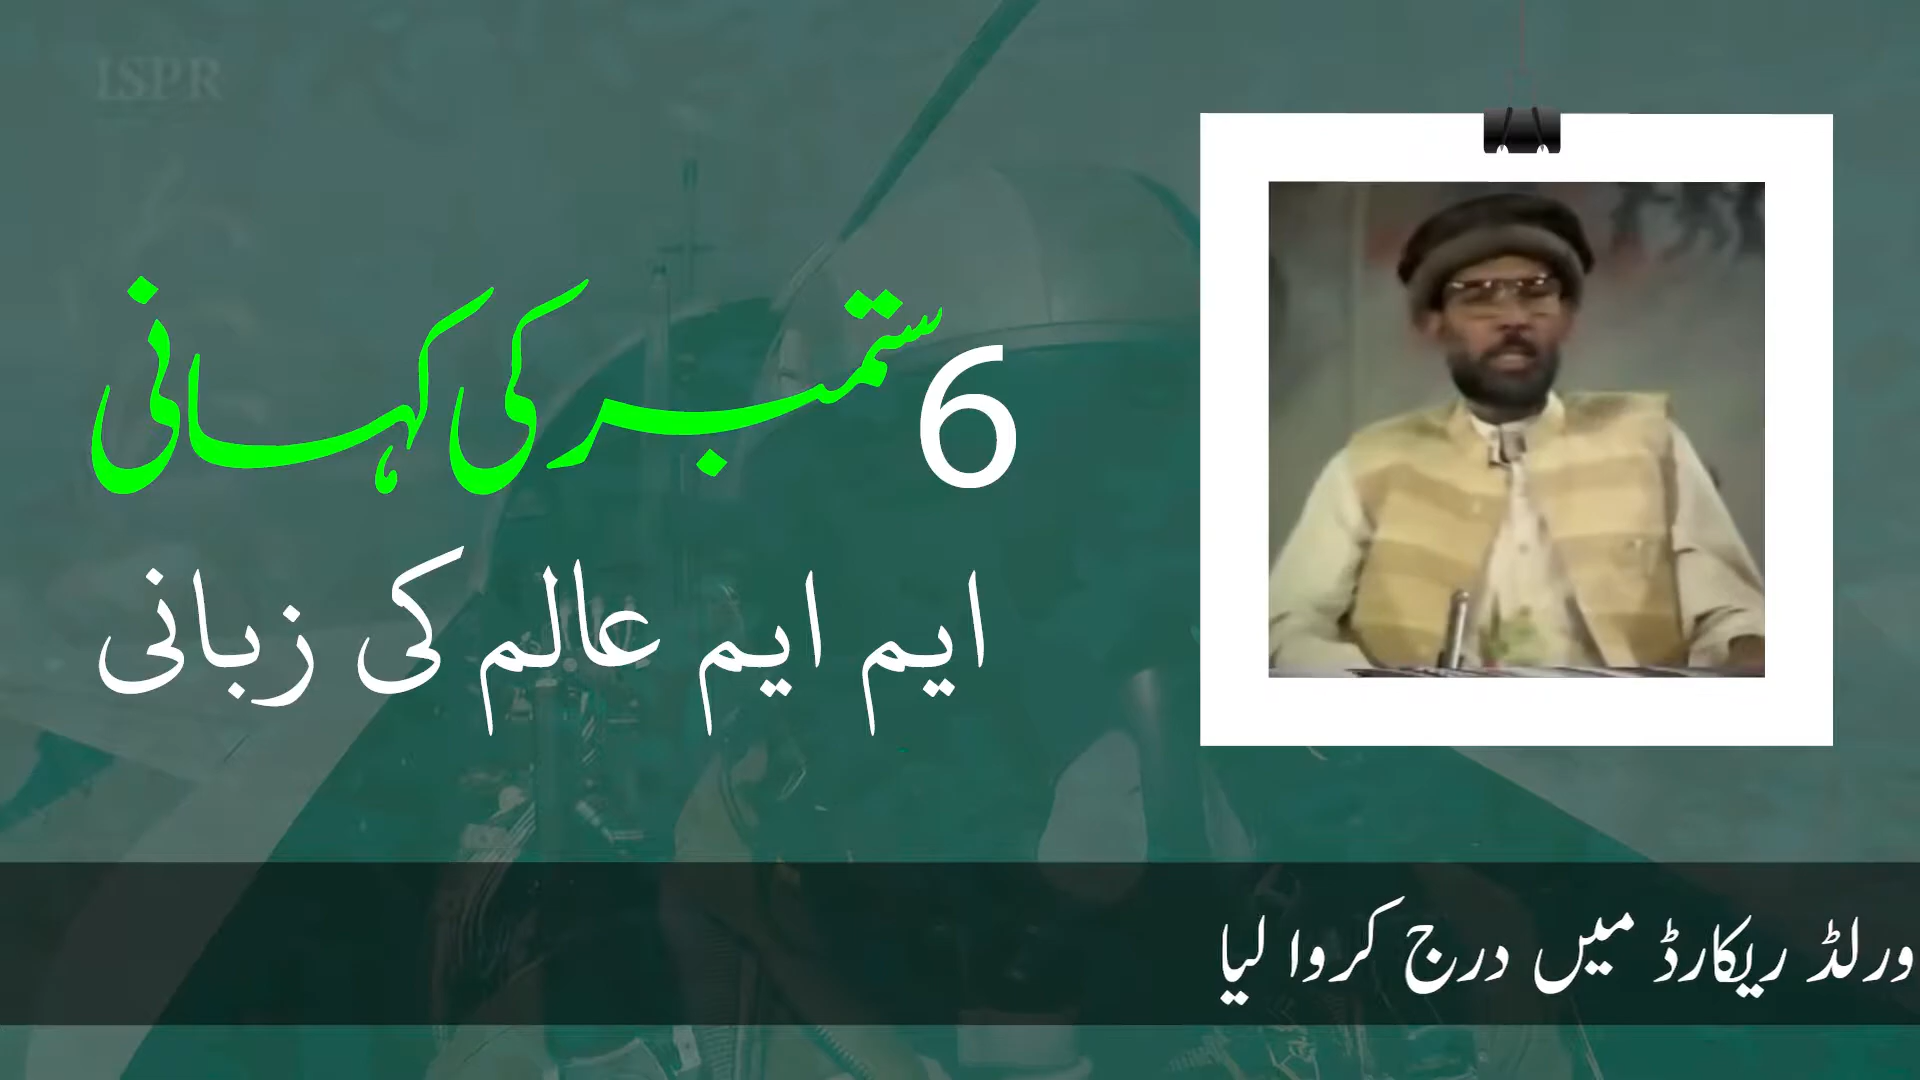 ISPR
6 ستمبر کی کہانی
ایم ایم عالم کی زبانی
ورلڈ ریکارڈ میں درج کروا لیا